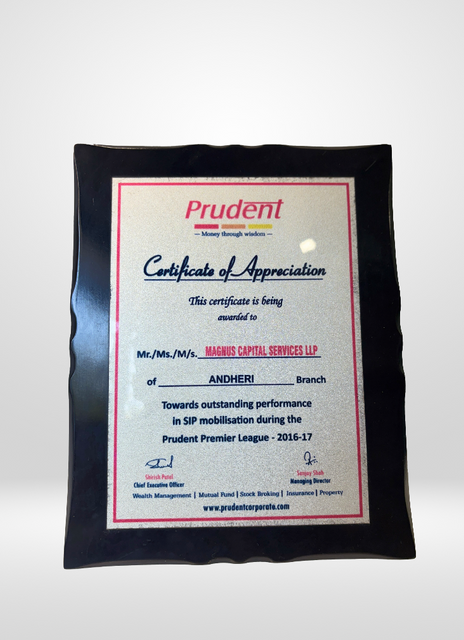 Prudent
— Money through wisdom —
Certificate of Appreciation
This certificate is being
awarded to
Mr./Ms./M/s. MAGNUS CAPITAL SERVICES LLP
of ANDHERI Branch
Towards outstanding performance
in SIP mobilisation during the
Prudent Premier League - 2016-17
Shirish Patel Sanjay Shah
Chief Executive Officer Managing Director
Wealth Management | Mutual Fund | Stock Broking | Insurance | Property
www.prudentcorporate.com